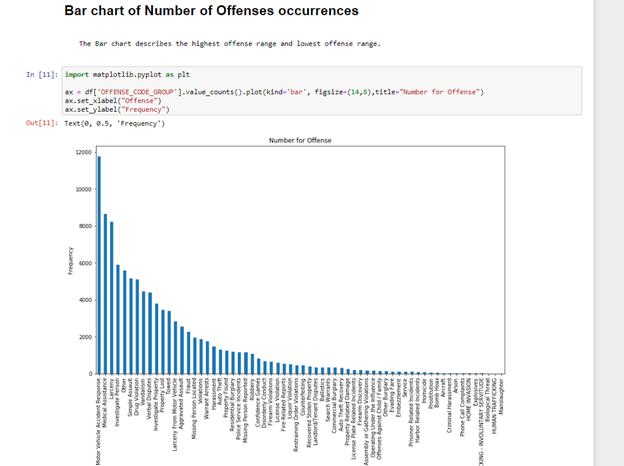 Bar chart of Number of Offenses occurrences
The Bar chart describes the highest offense range and lowest offense range.
In [11]: import matplotlib.pyplot as plt
ax = df['OFFENSE_CODE_GROUP'].value_counts().plot(kind='bar', figsize=(14,8),title="Number for Offense")
ax.set_xlabel("Offense")
ax.set_ylabel("Frequency")
Out[11]: Text(0, 0.5, 'Frequency')
Number for Offense
12000
10000
8000
6000
4000
2000
0
Frequency
Motor Vehicle Accident Response
Medical Assistance
Larceny
Investigate Person
Other
Simple Assault
Drug Violation
Vandalism
Verbal Disputes
Investigate Property
Property Lost
Towed
Larceny From Motor Vehicle
Aggravated Assault
Fraud
Missing Person Located
Violations
Warrant Arrests
Harassment
Auto Theft
Property Found
Residential Burglary
Police Service Incidents
Missing Person Reported
Robbery
Confidence Games
Disorderly Conduct
Firearm Violations
License Violation
Fire Related Reports
Liquor Violation
Restraining Order Violations
Counterfeiting
Recovered Stolen Property
Landlord/Tenant Disputes
Ballistics
Search Warrants
Commercial Burglary
Auto Theft Recovery
Property Related Damage
License Plate Related Incidents
Firearm Discovery
Assembly or Gathering Violations
Operating Under the Influence
Offenses Against Child / Family
Other Burglary
Evading Fare
Embezzlement
Service
Prisoner Related Incidents
Harbor Related Incidents
Homicide
Prostitution
Bomb Hoax
Aircraft
Criminal Harassment
Arson
Phone Call Complaints
HOME INVASION
Explosives
KING - INVOLUNTARY SERVITUDE
Biological Threat
HUMAN TRAFFICKING
Manslaughter